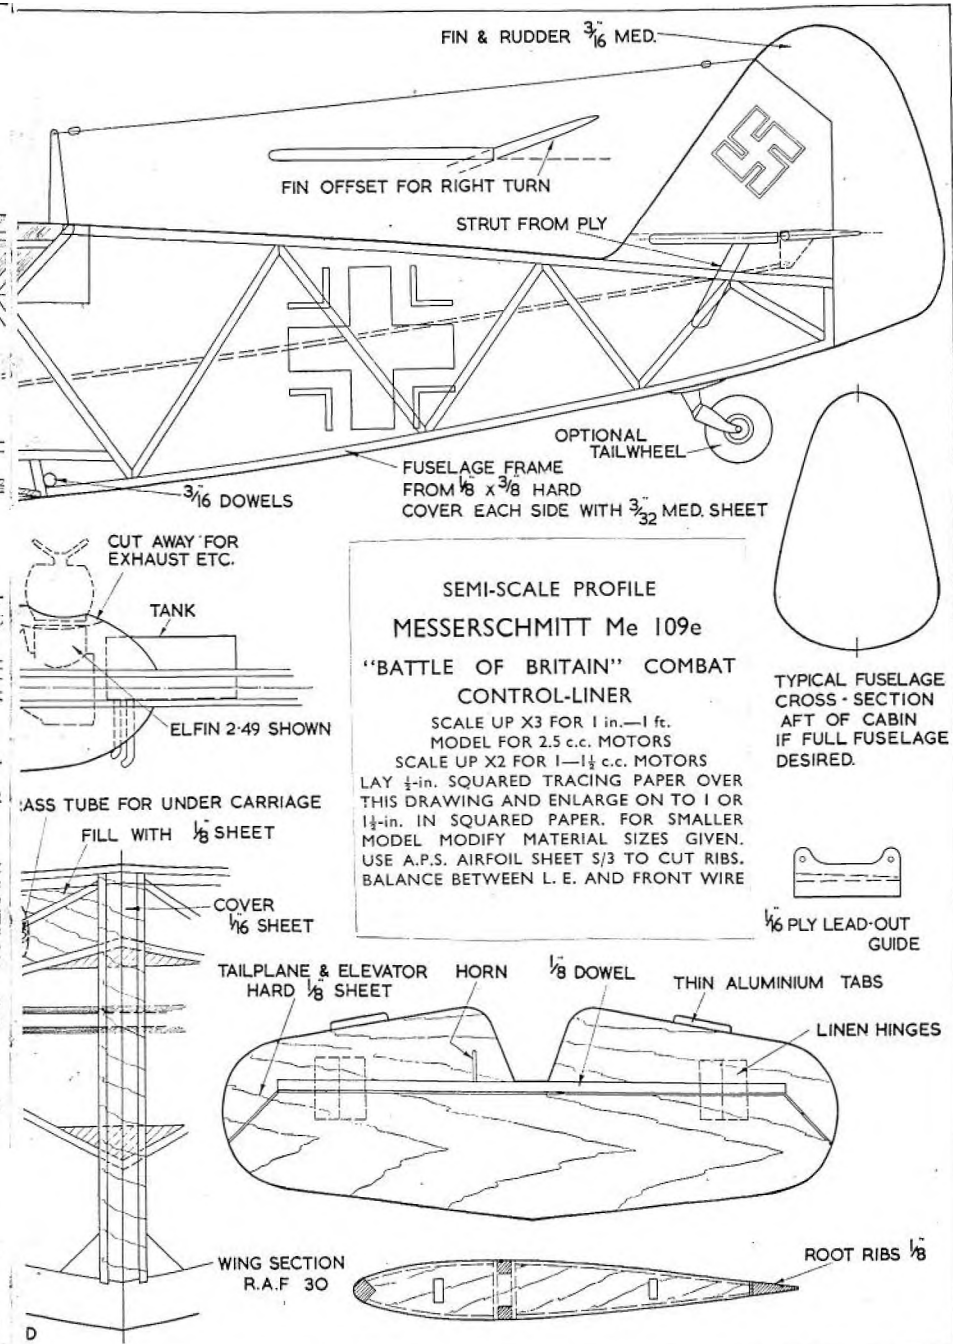 FIN & RUDDER 3/16" MED.
FIN OFFSET FOR RIGHT TURN
STRUT FROM PLY
OPTIONAL
TAILWHEEL
FUSELAGE FRAME
FROM 1/8" X 3/8" HARD
COVER EACH SIDE WITH 3/32" MED. SHEET
3/16" DOWELS
CUT AWAY FOR
EXHAUST ETC.
TANK
ELFIN 2·49 SHOWN
SEMI-SCALE PROFILE
MESSERSCHMITT Me 109e
"BATTLE OF BRITAIN" COMBAT
CONTROL-LINER
SCALE UP X3 FOR 1 in.—1 ft.
MODEL FOR 2.5 c.c. MOTORS
SCALE UP X2 FOR 1—1½ c.c. MOTORS
LAY ½-in. SQUARED TRACING PAPER OVER
THIS DRAWING AND ENLARGE ON TO 1 OR
1½-in. IN SQUARED PAPER. FOR SMALLER
MODEL MODIFY MATERIAL SIZES GIVEN.
USE A.P.S. AIRFOIL SHEET S/3 TO CUT RIBS.
BALANCE BETWEEN L. E. AND FRONT WIRE
TYPICAL FUSELAGE
CROSS - SECTION
AFT OF CABIN
IF FULL FUSELAGE
DESIRED.
RASS TUBE FOR UNDER CARRIAGE
FILL WITH 1/8" SHEET
COVER
1/16" SHEET
1/16" PLY LEAD-OUT
GUIDE
TAILPLANE & ELEVATOR
HARD 1/8" SHEET
HORN
1/8" DOWEL
THIN ALUMINIUM TABS
LINEN HINGES
WING SECTION
R.A.F 30
ROOT RIBS 1/8"
D